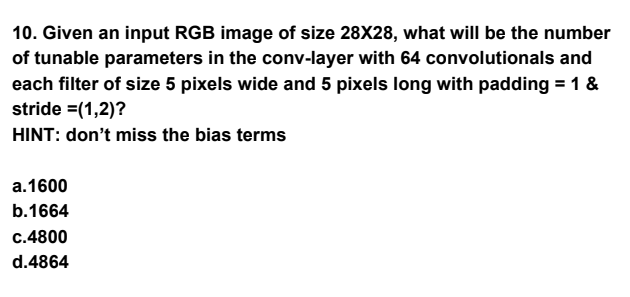 10. Given an input RGB image of size 28X28, what will be the number
of tunable parameters in the conv-layer with 64 convolutionals and
each filter of size 5 pixels wide and 5 pixels long with padding = 1 &
stride =(1,2)?
HINT: don't miss the bias terms
a.1600
b.1664
c.4800
d.4864